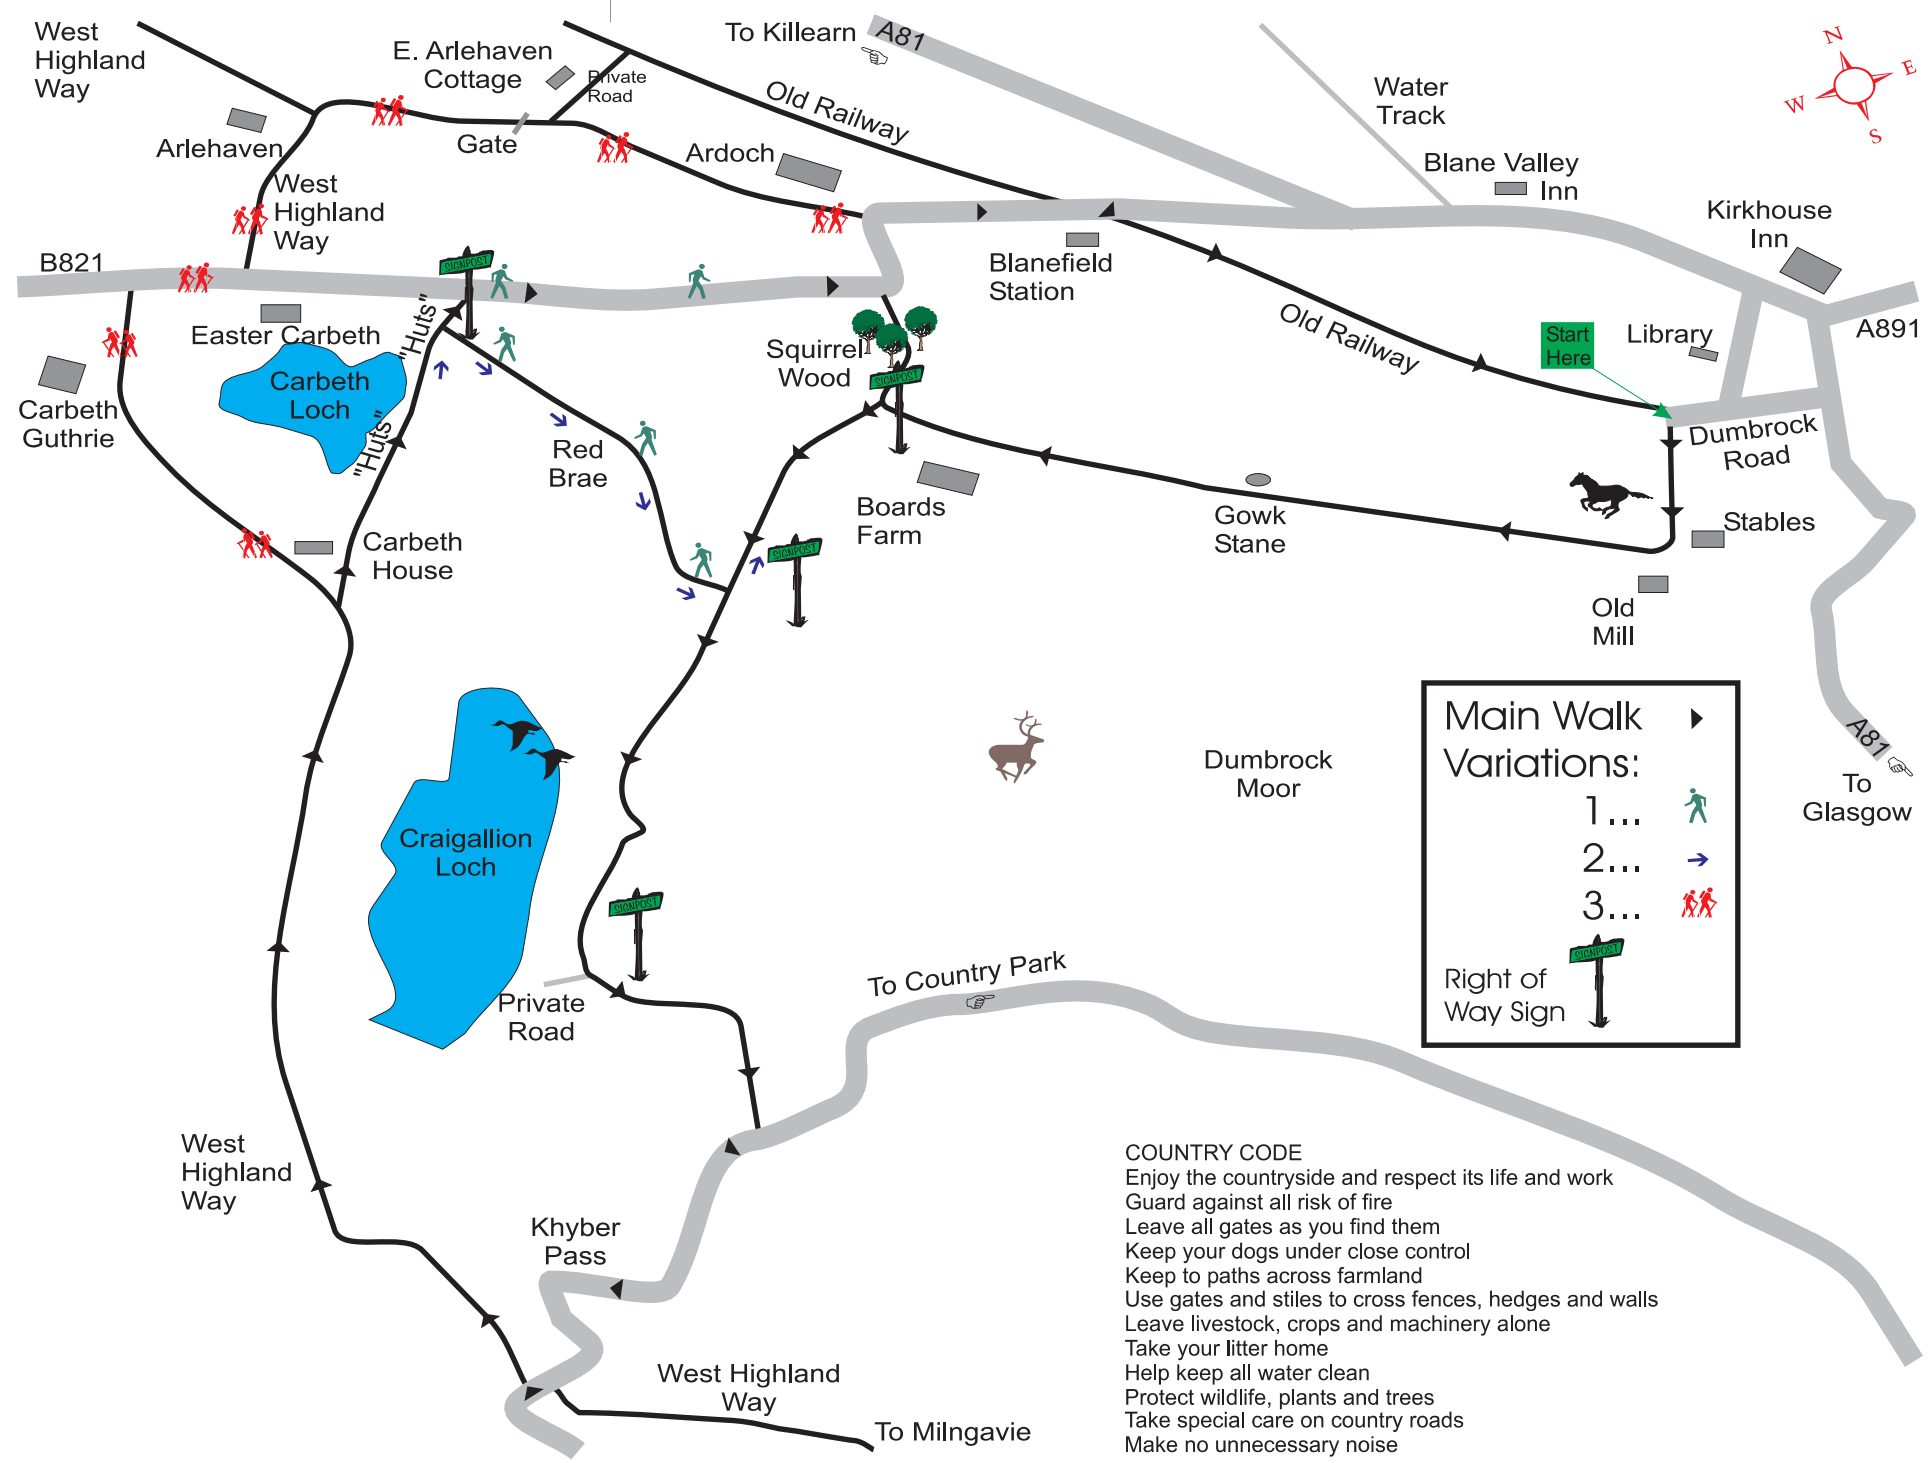 West
Highland
Way
E. Arlehaven
Cottage
Private
Road
To Killearn
A81
Old Railway
Water
Track
N
E
W
S
Arlehaven
Gate
Ardoch
Blane Valley
Inn
Kirkhouse
Inn
West
Highland
Way
B821
SIGNPOST
Blanefield
Station
Easter Carbeth
"Huts"
Squirrel
Wood
SIGNPOST
Old Railway
Start
Here
Library
A891
Carbeth
Loch
Carbeth
Guthrie
"Huts"
Red
Brae
Dumbrock
Road
Boards
Farm
Gowk
Stane
Stables
Carbeth
House
SIGNPOST
Old
Mill
Main Walk
Variations:
1...
2...
3...
SIGNPOST
Right of
Way Sign
Dumbrock
Moor
A81
To
Glasgow
Craigallion
Loch
SIGNPOST
Private
Road
To Country Park
West
Highland
Way
Khyber
Pass
West Highland
Way
To Milngavie
COUNTRY CODE
Enjoy the countryside and respect its life and work
Guard against all risk of fire
Leave all gates as you find them
Keep your dogs under close control
Keep to paths across farmland
Use gates and stiles to cross fences, hedges and walls
Leave livestock, crops and machinery alone
Take your litter home
Help keep all water clean
Protect wildlife, plants and trees
Take special care on country roads
Make no unnecessary noise